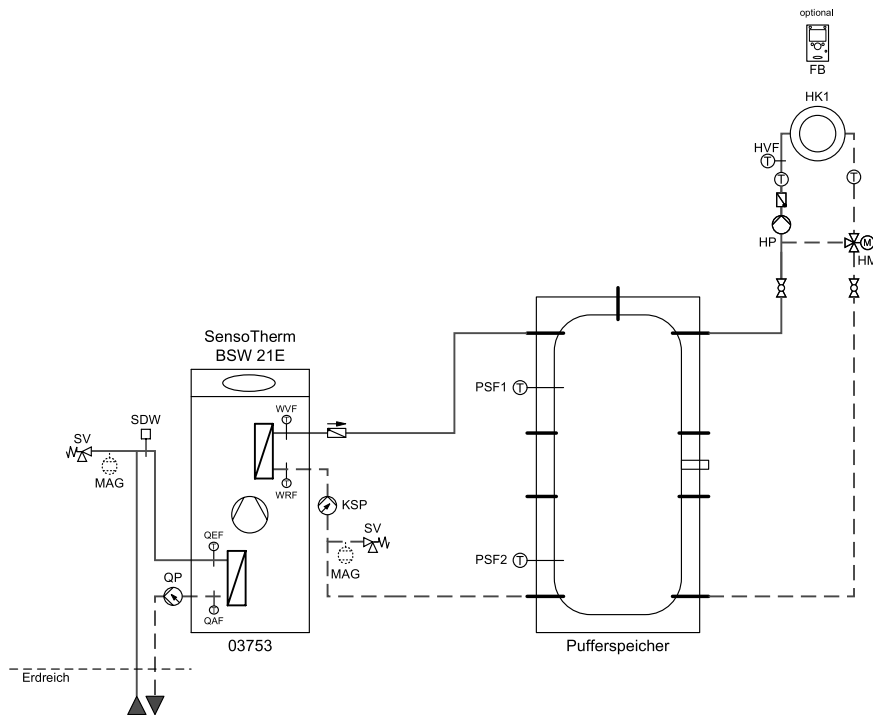 optional
FB
HK1
HVF
T
T
T
HP
M
HM
SensoTherm
BSW 21E
SDW
WVF
T
PSF1
T
SV
MAG
WRF
T
KSP
SV
QEF
T
MAG
PSF2
T
QP
QAF
T
03753
Pufferspeicher
Erdreich